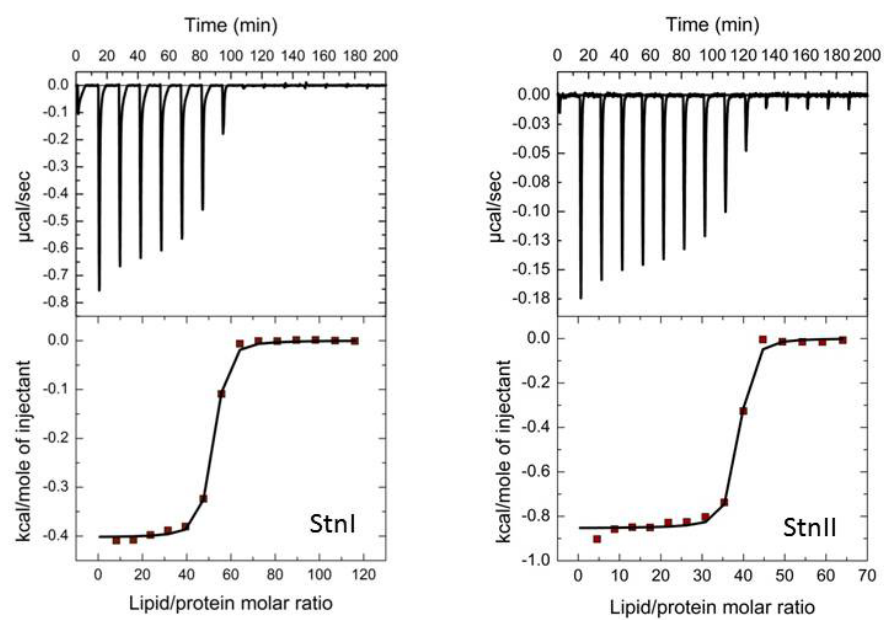 Time (min)
0 20 40 60 80 100 120 140 160 180 200
0.0
-0.1
-0.2
-0.3
-0.4
-0.5
-0.6
-0.7
-0.8
µcal/sec
0.0
-0.1
-0.2
-0.3
-0.4
kcal/mole of injectant
StnI
0 20 40 60 80 100 120
Lipid/protein molar ratio
Time (min)
0 20 40 60 80 100 120 140 160 180 200
0.00
-0.03
-0.05
-0.08
-0.10
-0.13
-0.15
-0.18
µcal/sec
0.0
-0.2
-0.4
-0.6
-0.8
-1.0
kcal/mole of injectant
StnII
0 10 20 30 40 50 60 70
Lipid/protein molar ratio